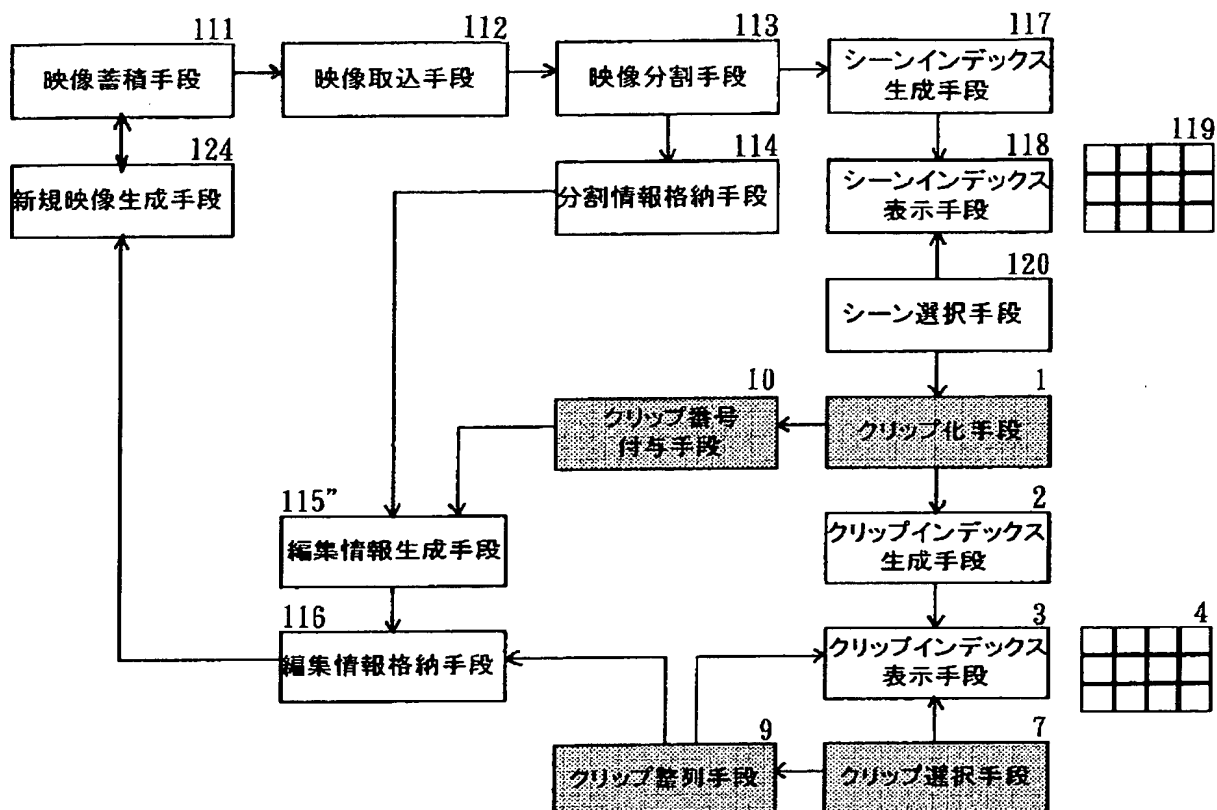 111
映像蓄積手段
112
映像取込手段
113
映像分割手段
117
シーンインデックス
生成手段
124
新規映像生成手段
114
分割情報格納手段
118
シーンインデックス
表示手段
119
120
シーン選択手段
10
クリップ番号
付与手段
1
クリップ化手段
115”
編集情報生成手段
2
クリップインデックス
生成手段
116
編集情報格納手段
3
クリップインデックス
表示手段
4
9
クリップ整列手段
7
クリップ選択手段